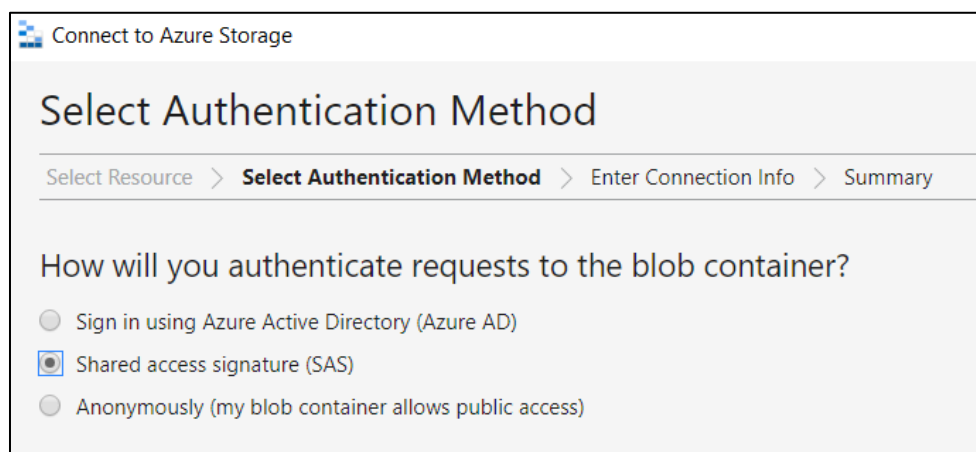 Connect to Azure Storage
Select Authentication Method
Select Resource > Select Authentication Method > Enter Connection Info > Summary
How will you authenticate requests to the blob container?
Sign in using Azure Active Directory (Azure AD)
Shared access signature (SAS)
Anonymously (my blob container allows public access)